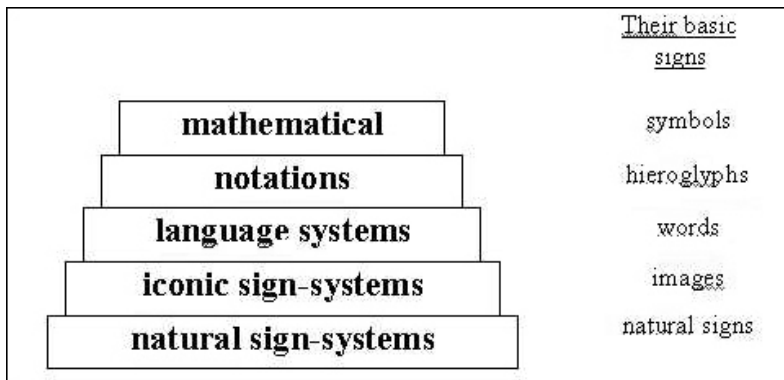 Their basic
signs
mathematical symbols
notations hieroglyphs
language systems words
iconic sign-systems images
natural sign-systems natural signs